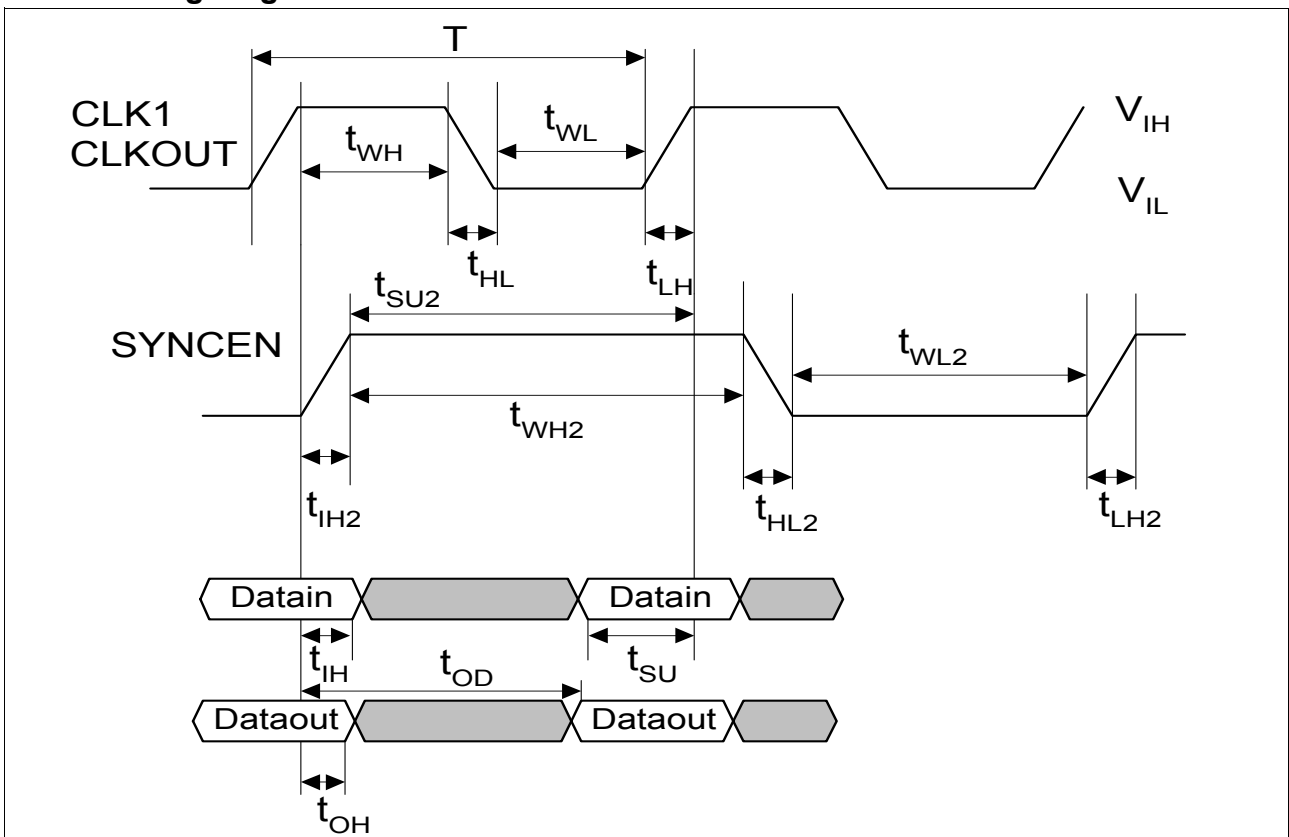 T
CLK1
CLKOUT
tWH
tWL
VIH
VIL
tHL
tLH
tSU2
SYNCEN
tWL2
tWH2
tIH2
tHL2
tLH2
Datain
Datain
tIH
tOD
tSU
Dataout
Dataout
tOH